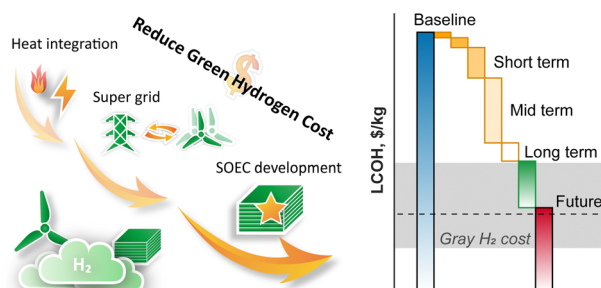 Heat integration
Reduce Green Hydrogen Cost
$
Super grid
SOEC development
H₂
LCOH, $/kg
Baseline
Short term
Mid term
Long term
Future
Gray H₂ cost